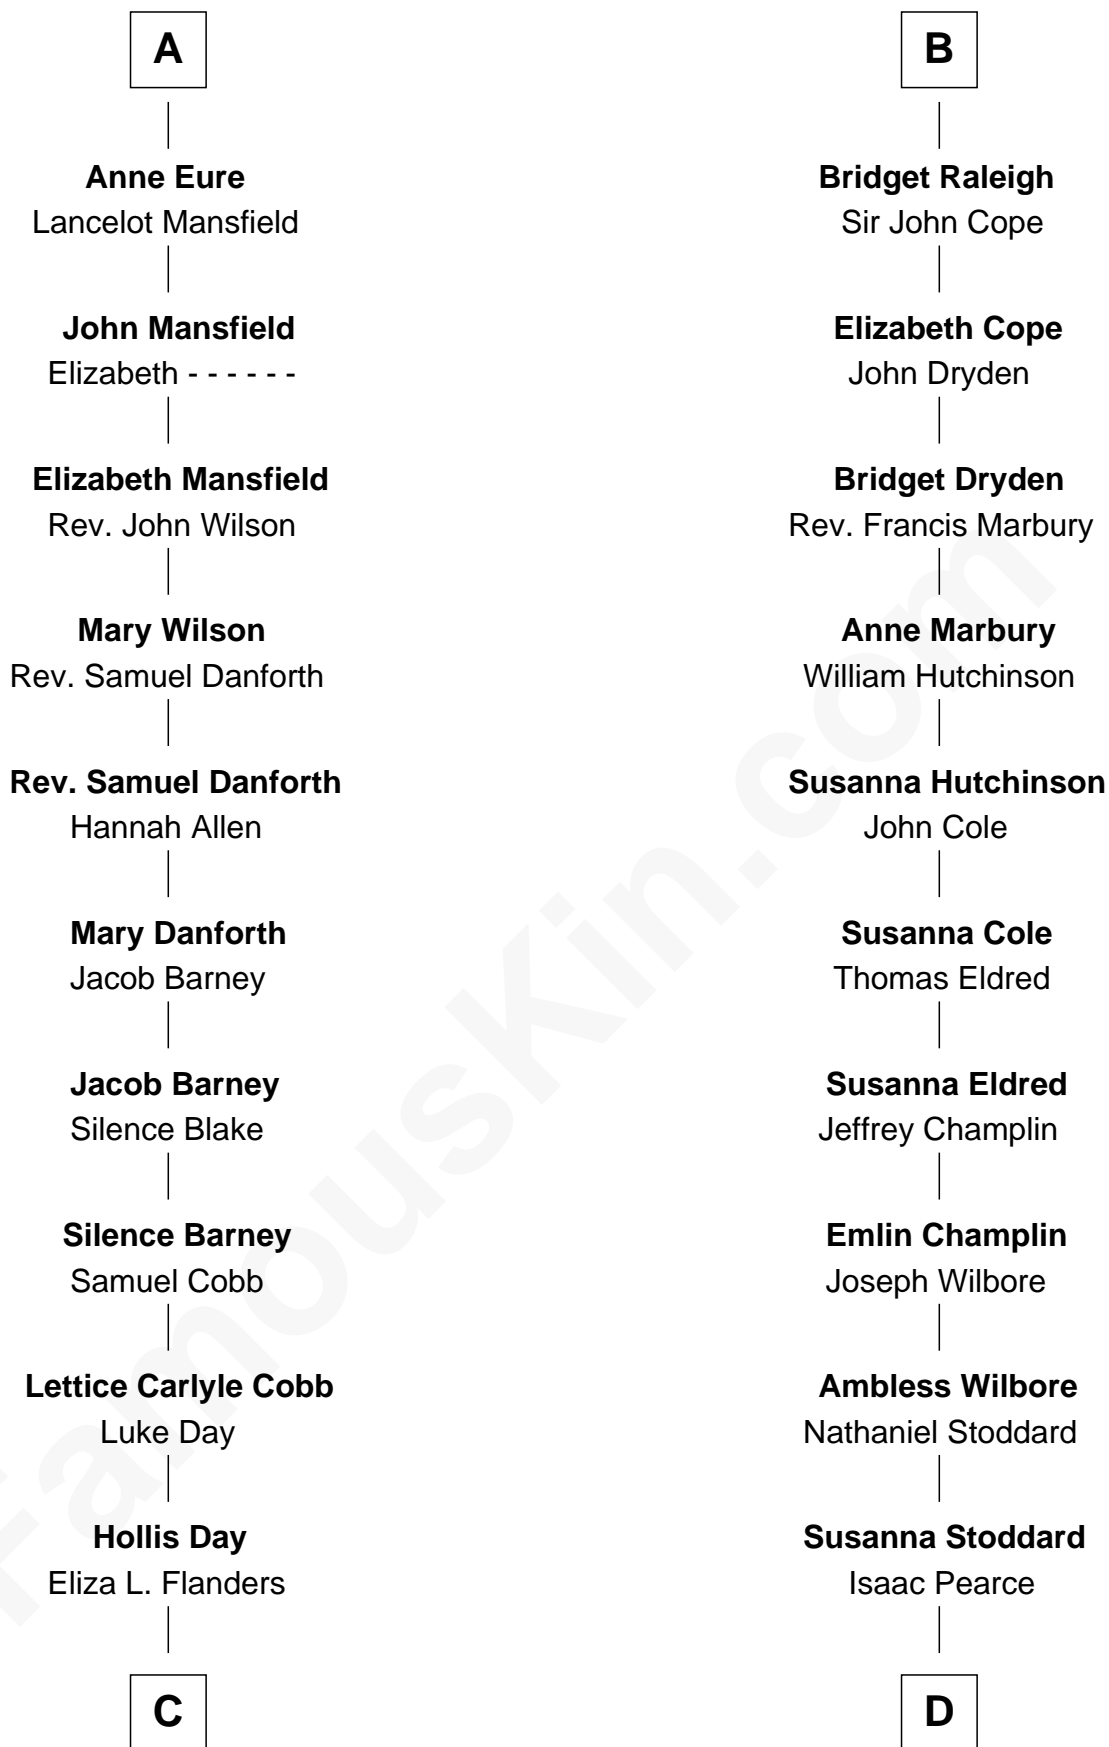 A
Anne Eure
Lancelot Mansfield
John Mansfield
Elizabeth - - - - - -
Elizabeth Mansfield
Rev. John Wilson
Mary Wilson
Rev. Samuel Danforth
Rev. Samuel Danforth
Hannah Allen
Mary Danforth
Jacob Barney
Jacob Barney
Silence Blake
Silence Barney
Samuel Cobb
Lettice Carlyle Cobb
Luke Day
Hollis Day
Eliza L. Flanders
C
B
Bridget Raleigh
Sir John Cope
Elizabeth Cope
John Dryden
Bridget Dryden
Rev. Francis Marbury
Anne Marbury
William Hutchinson
Susanna Hutchinson
John Cole
Susanna Cole
Thomas Eldred
Susanna Eldred
Jeffrey Champlin
Emlin Champlin
Joseph Wilbore
Ambless Wilbore
Nathaniel Stoddard
Susanna Stoddard
Isaac Pearce
D
FamousKin.com